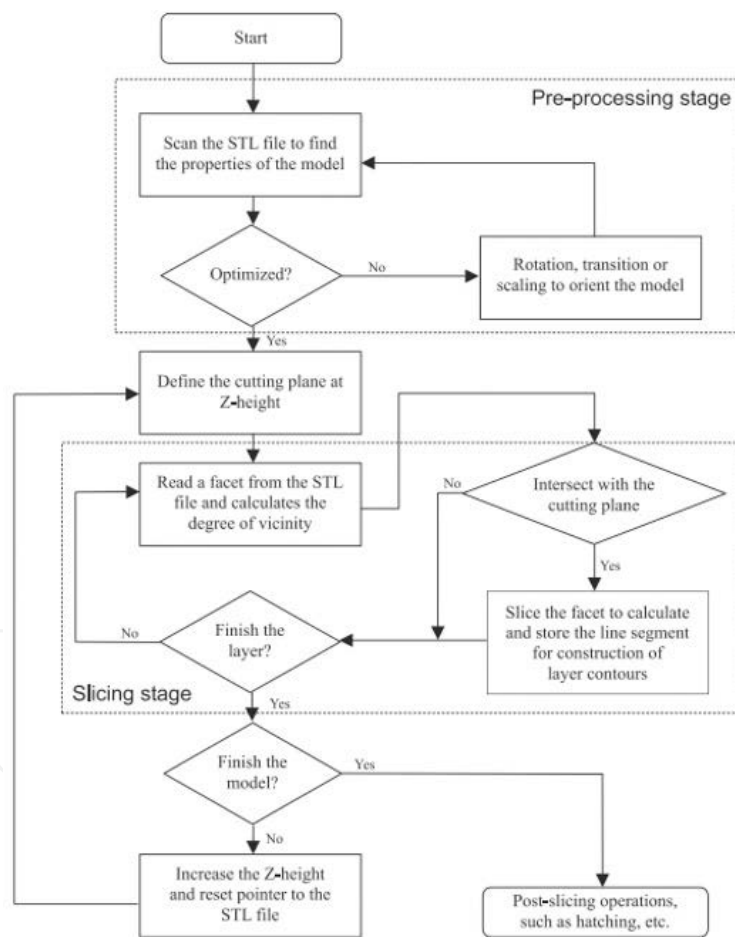 Start
Pre-processing stage
Scan the STL file to find
the properties of the model
Optimized?
No
Rotation, transition or
scaling to orient the model
Yes
Define the cutting plane at
Z-height
Read a facet from the STL
file and calculates the
degree of vicinity
Intersect with the
cutting plane
No
Yes
Slice the facet to calculate
and store the line segment
for construction of
layer contours
Finish the
layer?
No
Slicing stage
Yes
Finish the
model?
Yes
No
Increase the Z-height
and reset pointer to the
STL file
Post-slicing operations,
such as hatching, etc.